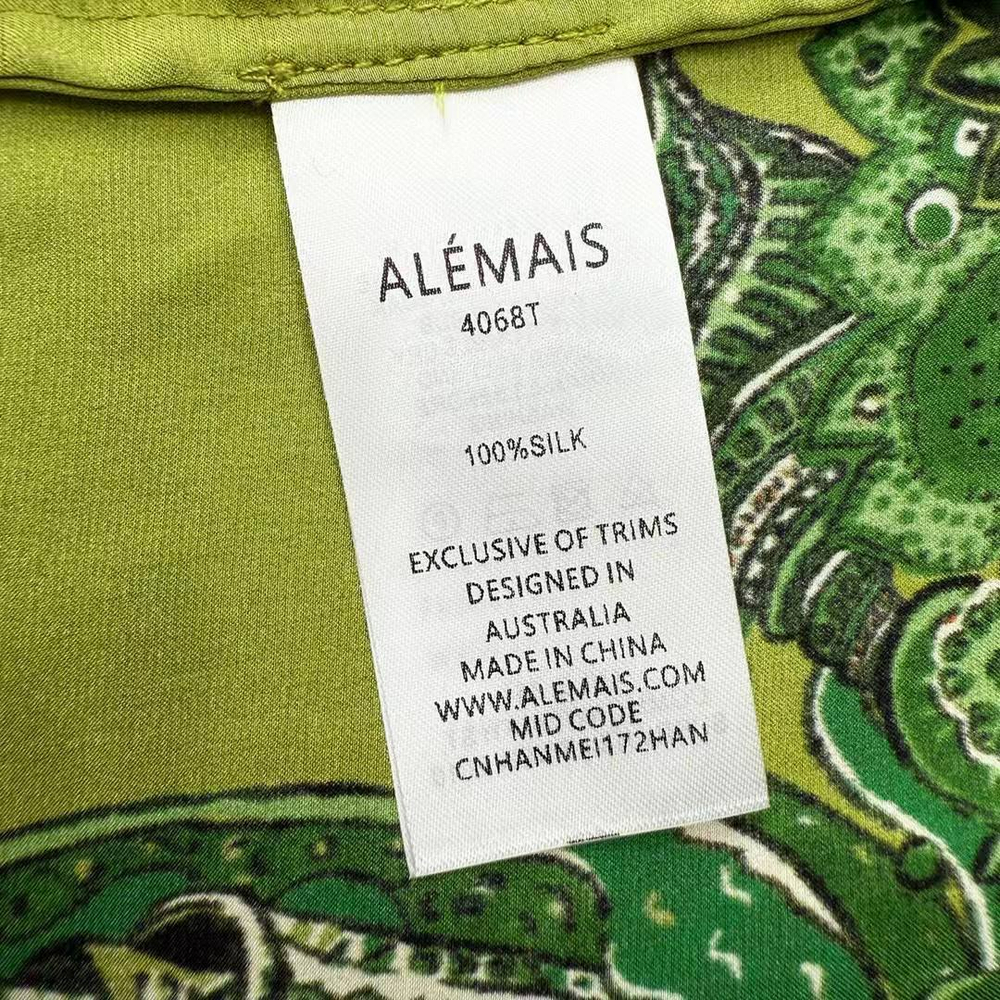 ALÉMAIS
4068T
100%SILK
EXCLUSIVE OF TRIMS
DESIGNED IN
AUSTRALIA
MADE IN CHINA
WWW.ALEMAIS.COM
MID CODE
CNHANMEI172HAN